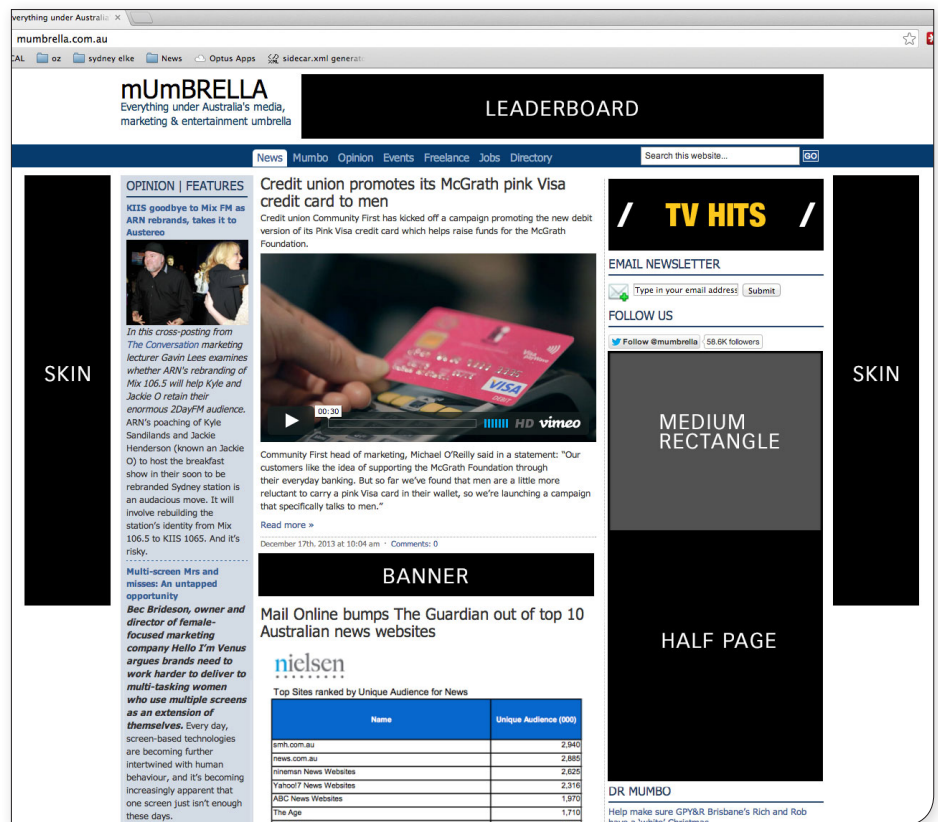 verything under Australia
mumbrella.com.au
CAL oz sydney elke News Optus Apps sidecar.xml generat
mUmBRELLA
Everything under Australia's media,
marketing & entertainment umbrella
LEADERBOARD
News Mumbo Opinion Events Freelance Jobs Directory
Search this website... GO
SKIN
OPINION | FEATURES
KIIS goodbye to Mix FM as
ARN rebrands, takes it to
Austereo
In this cross-posting from
The Conversation marketing
lecturer Gavin Lees examines
whether ARN's rebranding of
Mix 106.5 will help Kyle and
Jackie O retain their
enormous 2DayFM audience.
ARN's poaching of Kyle
Sandilands and Jackie
Henderson (known an Jackie
O) to host the breakfast
show in their soon to be
rebranded Sydney station is
an audacious move. It will
involve rebuilding the
station's identity from Mix
106.5 to KIIS 1065. And it's
risky.
Multi-screen Mrs and
misses: An untapped
opportunity
Bec Brideson, owner and
director of female-
focused marketing
company Hello I'm Venus
argues brands need to
work harder to deliver to
multi-tasking women
who use multiple screens
as an extension of
themselves. Every day,
screen-based technologies
are becoming further
intertwined with human
behaviour, and it's becoming
increasingly apparent that
one screen just isn't enough
these days.
Credit union promotes its McGrath pink Visa
credit card to men
Credit union Community First has kicked off a campaign promoting the new debit
version of its Pink Visa credit card which helps raise funds for the McGrath
Foundation.
VISA
DEBIT
00:30
HD vimeo
Community First head of marketing, Michael O'Reilly said in a statement: "Our
customers like the idea of supporting the McGrath Foundation through
their everyday banking. But so far we've found that men are a little more
reluctant to carry a pink Visa card in their wallet, so we're launching a campaign
that specifically talks to men."
Read more »
December 17th, 2013 at 10:04 am · Comments: 0
BANNER
Mail Online bumps The Guardian out of top 10
Australian news websites
nielsen
Top Sites ranked by Unique Audience for News
Name Unique Audience (000)
smh.com.au 2,940
news.com.au 2,885
ninemsn News Websites 2,625
Yahoo!7 News Websites 2,316
ABC News Websites 1,970
The Age 1,710
/ TV HITS /
EMAIL NEWSLETTER
Type in your email address Submit
FOLLOW US
Follow @mumbrella 58.6K followers
MEDIUM
RECTANGLE
HALF PAGE
DR MUMBO
Help make sure GPY&R Brisbane's Rich and Rob
have a 'white' Christmas
SKIN